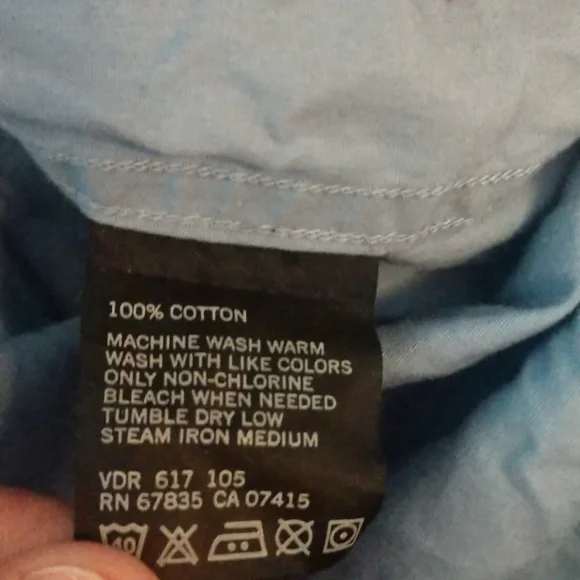 100% COTTON
MACHINE WASH WARM
WASH WITH LIKE COLORS
ONLY NON-CHLORINE
BLEACH WHEN NEEDED
TUMBLE DRY LOW
STEAM IRON MEDIUM
VDR 617 105
RN 67835 CA 07415
40